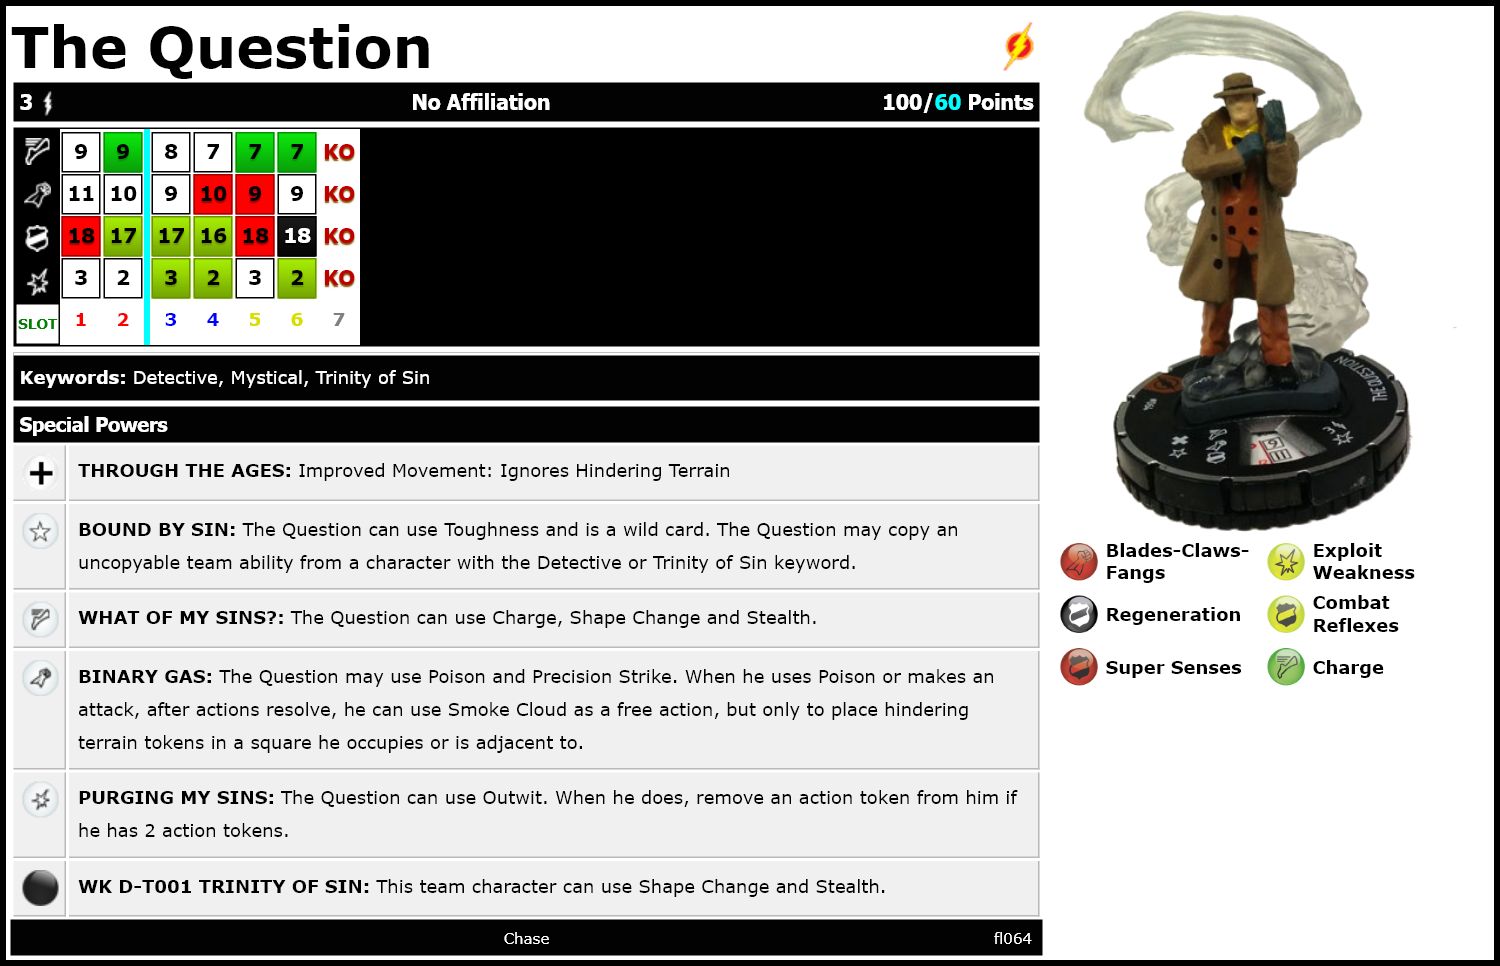 The Question
3 No Affiliation 100/60 Points
9 9 8 7 7 7 KO
11 10 9 10 9 9 KO
18 17 17 16 18 18 KO
3 2 3 2 3 2 KO
SLOT 1 2 3 4 5 6 7
Keywords: Detective, Mystical, Trinity of Sin
Special Powers
THROUGH THE AGES: Improved Movement: Ignores Hindering Terrain
BOUND BY SIN: The Question can use Toughness and is a wild card. The Question may copy an
uncopyable team ability from a character with the Detective or Trinity of Sin keyword.
WHAT OF MY SINS?: The Question can use Charge, Shape Change and Stealth.
BINARY GAS: The Question may use Poison and Precision Strike. When he uses Poison or makes an
attack, after actions resolve, he can use Smoke Cloud as a free action, but only to place hindering
terrain tokens in a square he occupies or is adjacent to.
PURGING MY SINS: The Question can use Outwit. When he does, remove an action token from him if
he has 2 action tokens.
WK D-T001 TRINITY OF SIN: This team character can use Shape Change and Stealth.
Chase fl064
THE QUESTION
#064
11
Blades-Claws-
Fangs
Exploit
Weakness
Regeneration
Combat
Reflexes
Super Senses
Charge